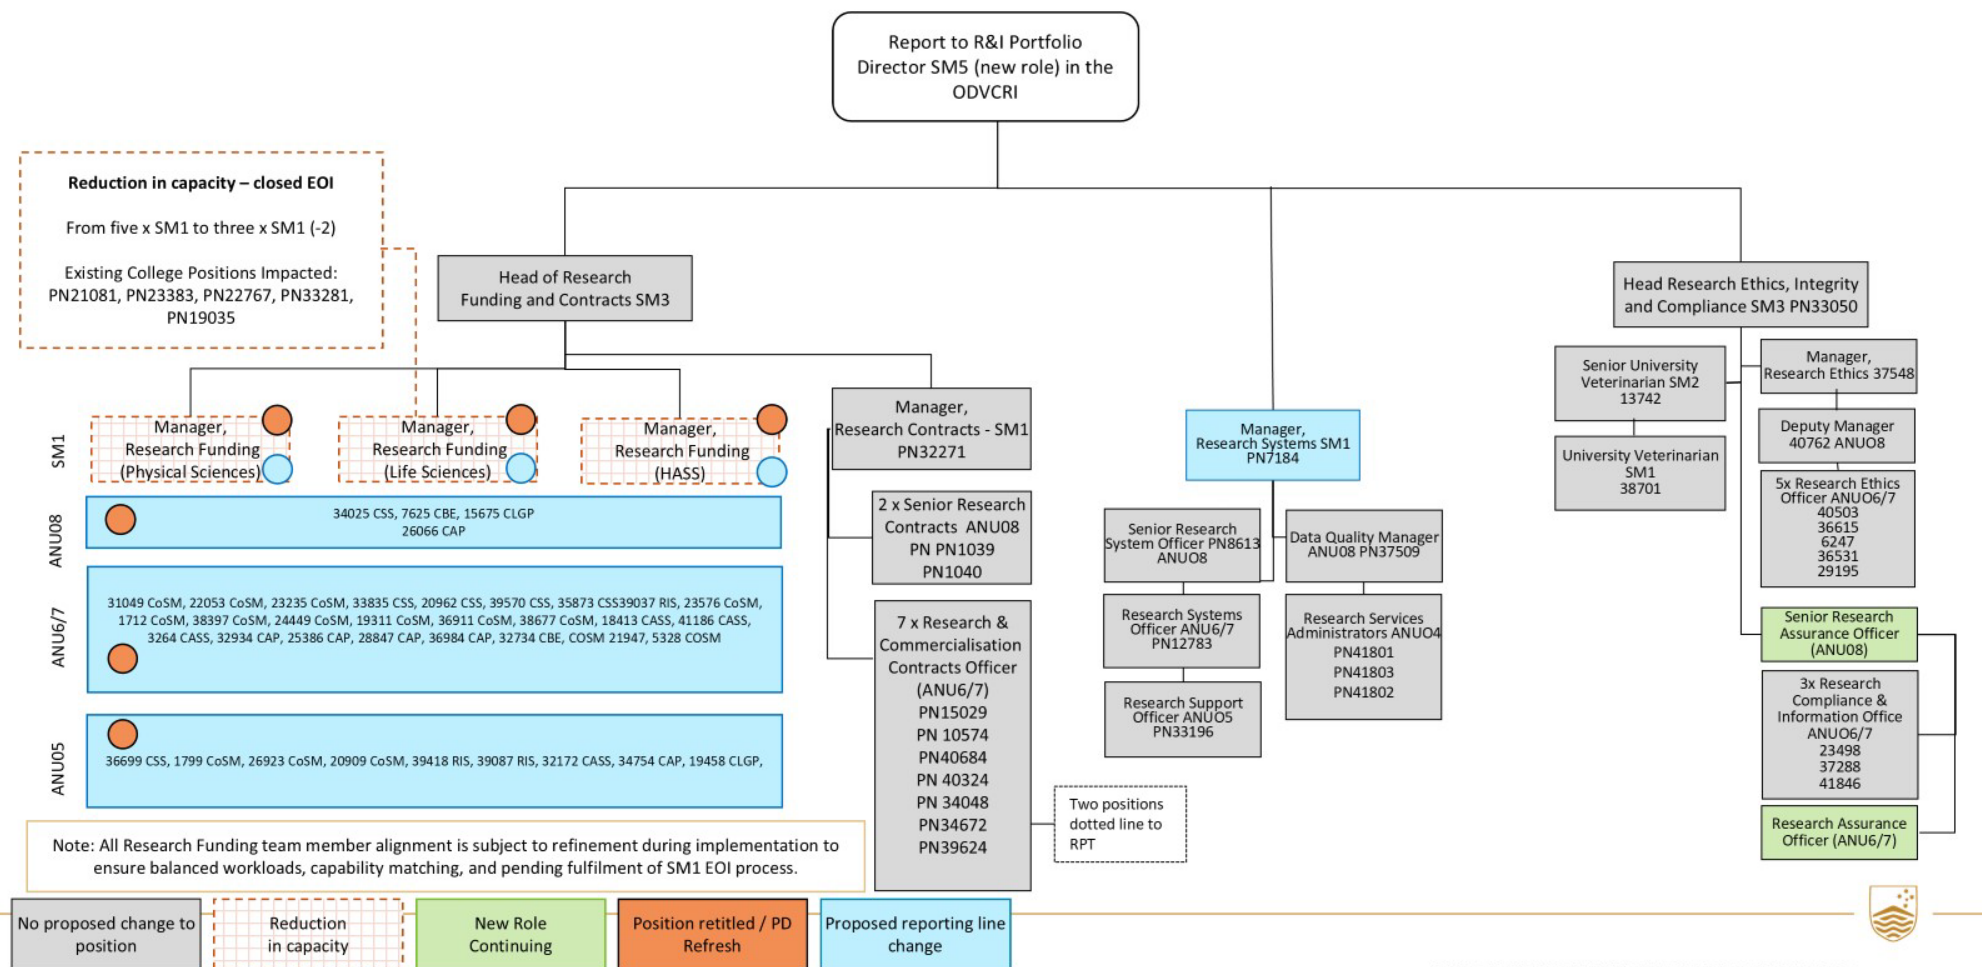 Report to R&I Portfolio
Director SM5 (new role) in the
ODVCRI
Reduction in capacity – closed EOI
From five x SM1 to three x SM1 (-2)
Existing College Positions Impacted:
PN21081, PN23383, PN22767, PN33281,
PN19035
Head of Research
Funding and Contracts SM3
Head Research Ethics, Integrity
and Compliance SM3 PN33050
SM1
Manager,
Research Funding
(Physical Sciences)
Manager,
Research Funding
(Life Sciences)
Manager,
Research Funding
(HASS)
ANU08
34025 CSS, 7625 CBE, 15675 CLGP
26066 CAP
ANU6/7
31049 CoSM, 22053 CoSM, 23235 CoSM, 33835 CSS, 20962 CSS, 39570 CSS, 35873 CSS39037 RIS, 23576 CoSM,
1712 CoSM, 38397 CoSM, 24449 CoSM, 19311 CoSM, 36911 CoSM, 38677 CoSM, 18413 CASS, 41186 CASS,
3264 CASS, 32934 CAP, 25386 CAP, 28847 CAP, 36984 CAP, 32734 CBE, COSM 21947, 5328 COSM
ANU05
36699 CSS, 1799 CoSM, 26923 CoSM, 20909 CoSM, 39418 RIS, 39087 RIS, 32172 CASS, 34754 CAP, 19458 CLGP,
Note: All Research Funding team member alignment is subject to refinement during implementation to
ensure balanced workloads, capability matching, and pending fulfilment of SM1 EOI process.
Manager,
Research Contracts - SM1
PN32271
2 x Senior Research
Contracts ANU08
PN PN1039
PN1040
7 x Research &
Commercialisation
Contracts Officer
(ANU6/7)
PN15029
PN 10574
PN40684
PN 40324
PN 34048
PN34672
PN39624
Two positions
dotted line to
RPT
Manager,
Research Systems SM1
PN7184
Senior Research
System Officer PN8613
ANUO8
Research Systems
Officer ANU6/7
PN12783
Research Support
Officer ANUO5
PN33196
Data Quality Manager
ANU08 PN37509
Research Services
Administrators ANUO4
PN41801
PN41803
PN41802
Senior University
Veterinarian SM2
13742
University Veterinarian
SM1
38701
Manager,
Research Ethics 37548
Deputy Manager
40762 ANUO8
5x Research Ethics
Officer ANUO6/7
40503
36615
6247
36531
29195
Senior Research
Assurance Officer
(ANU08)
3x Research
Compliance &
Information Office
ANUO6/7
23498
37288
41846
Research Assurance
Officer (ANU6/7)
No proposed change to
position
Reduction
in capacity
New Role
Continuing
Position retitled / PD
Refresh
Proposed reporting line
change